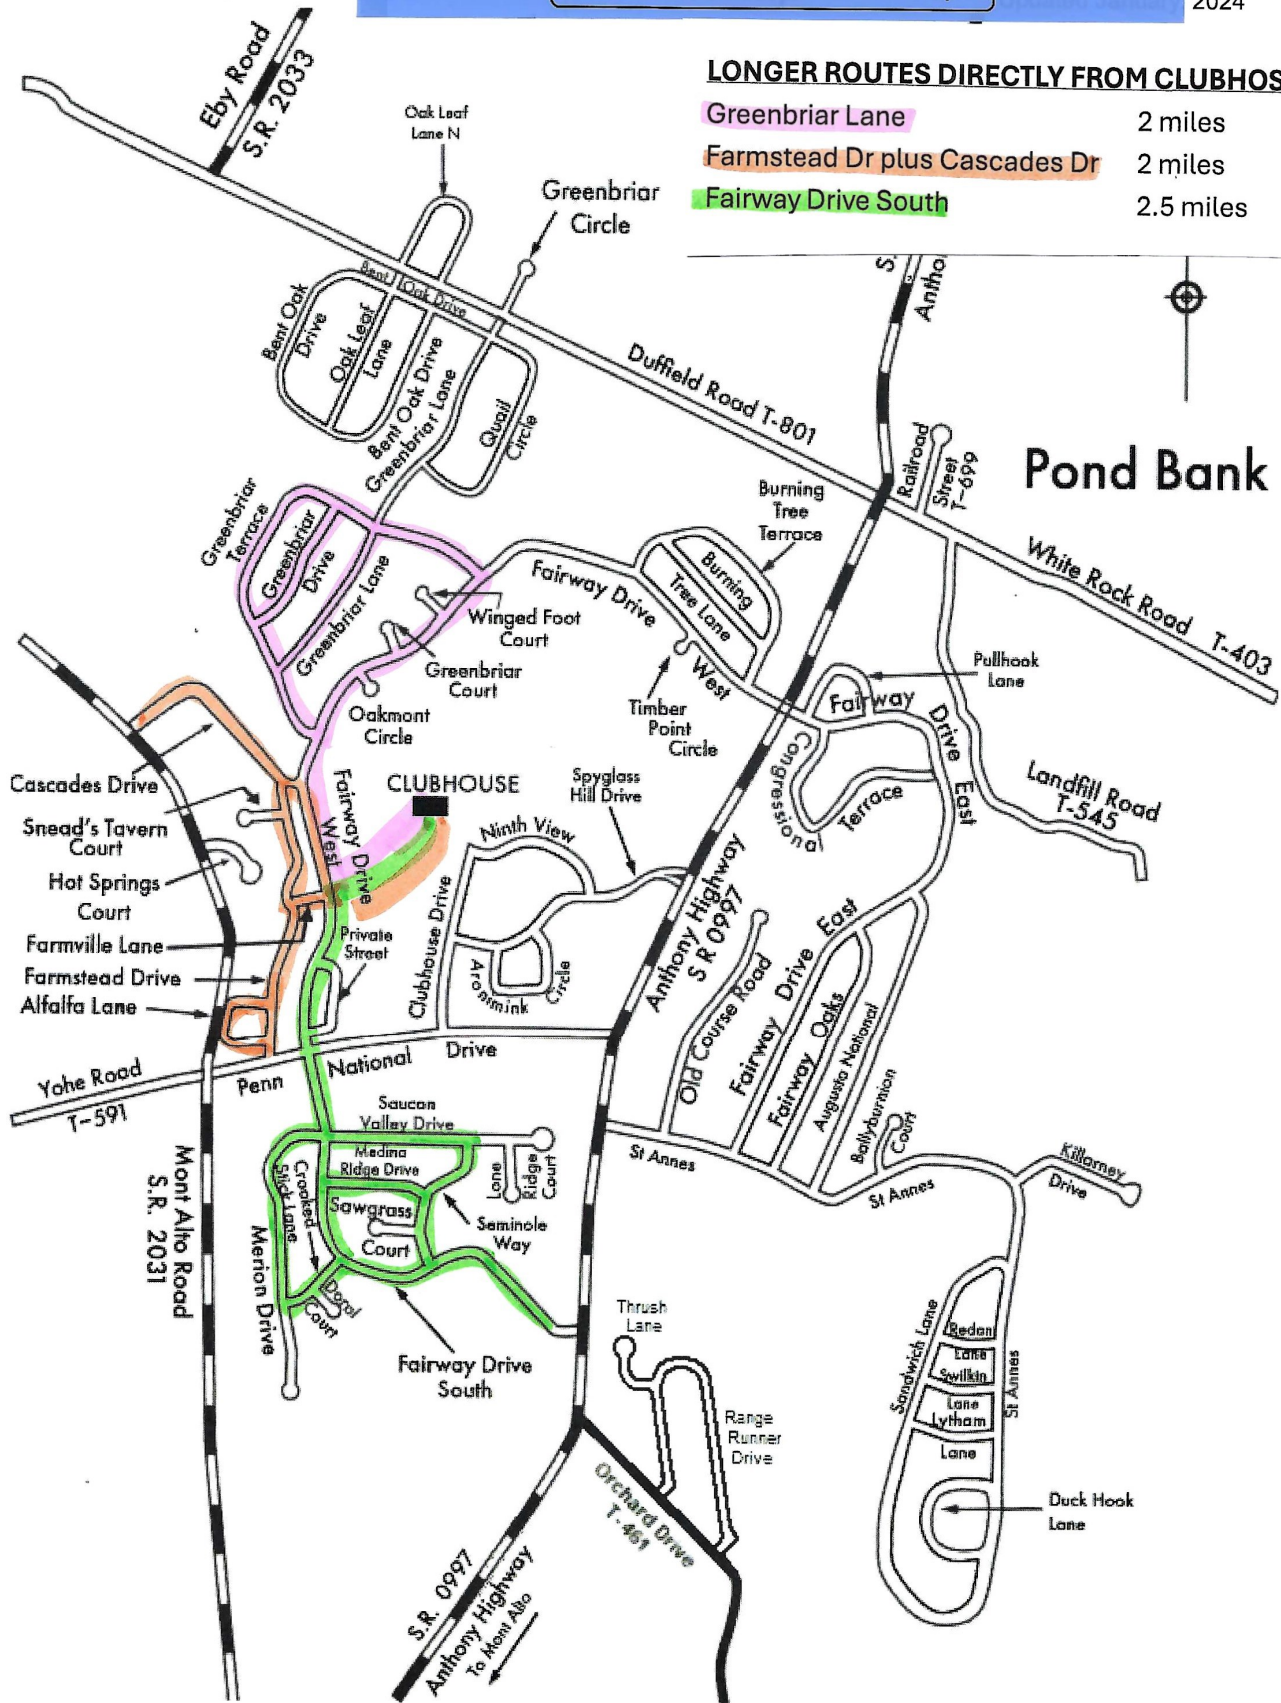 Updated January, 2024
LONGER ROUTES DIRECTLY FROM CLUBHOS
Greenbriar Lane 2 miles
Farmstead Dr plus Cascades Dr 2 miles
Fairway Drive South 2.5 miles
Eby Road
S.R. 2033
Oak Leaf
Lane N
Greenbriar
Circle
S.
Antho
Bent
Oak Drive
Bent Oak
Drive
Oak Leaf
Lane
Bent Oak Drive
Greenbriar Lane
Quail
Circle
Duffield Road T-801
Railroad
Street
T-699
Pond Bank
Burning
Tree
Terrace
Greenbriar
Terrace
Greenbriar
Drive
Greenbriar Lane
Fairway Drive
West
Burning
Tree Lane
White Rock Road T-403
Winged Foot
Court
Greenbriar
Court
Oakmont
Circle
Timber
Point
Circle
Pullhook
Lane
Fairway
Drive
East
Congressional
Terrace
Landfill Road
T-545
Cascades Drive
Snead's Tavern
Court
Hot Springs
Court
Farmville Lane
Farmstead Drive
Alfalfa Lane
Fairway Drive
West
CLUBHOUSE
Spyglass
Hill Drive
Ninth View
Private
Street
Clubhouse Drive
Aronimink
Circle
Anthony Highway
S R 0997
Old Course Road
Fairway Drive East
Fairway Oaks
Augusta National
Ballybunion
Court
Yohe Road
T-591
Penn National Drive
Saucon
Valley Drive
Medina
Ridge Drive
Lone
Ridge
Court
St Annes
St Annes
Killarney
Drive
Crooked
Stick Lane
Sawgrass
Court
Seminole
Way
Merion Drive
Doral
Court
Mont Alto Road
S.R. 2031
Fairway Drive
South
Thrush
Lane
Range
Runner
Drive
Orchard Drive
T-461
Sandwich Lane
Redan
Lane
Swilkin
Lane
Lytham
Lane
St Annes
Duck Hook
Lane
S.R. 0997
Anthony Highway
To Mont Alto